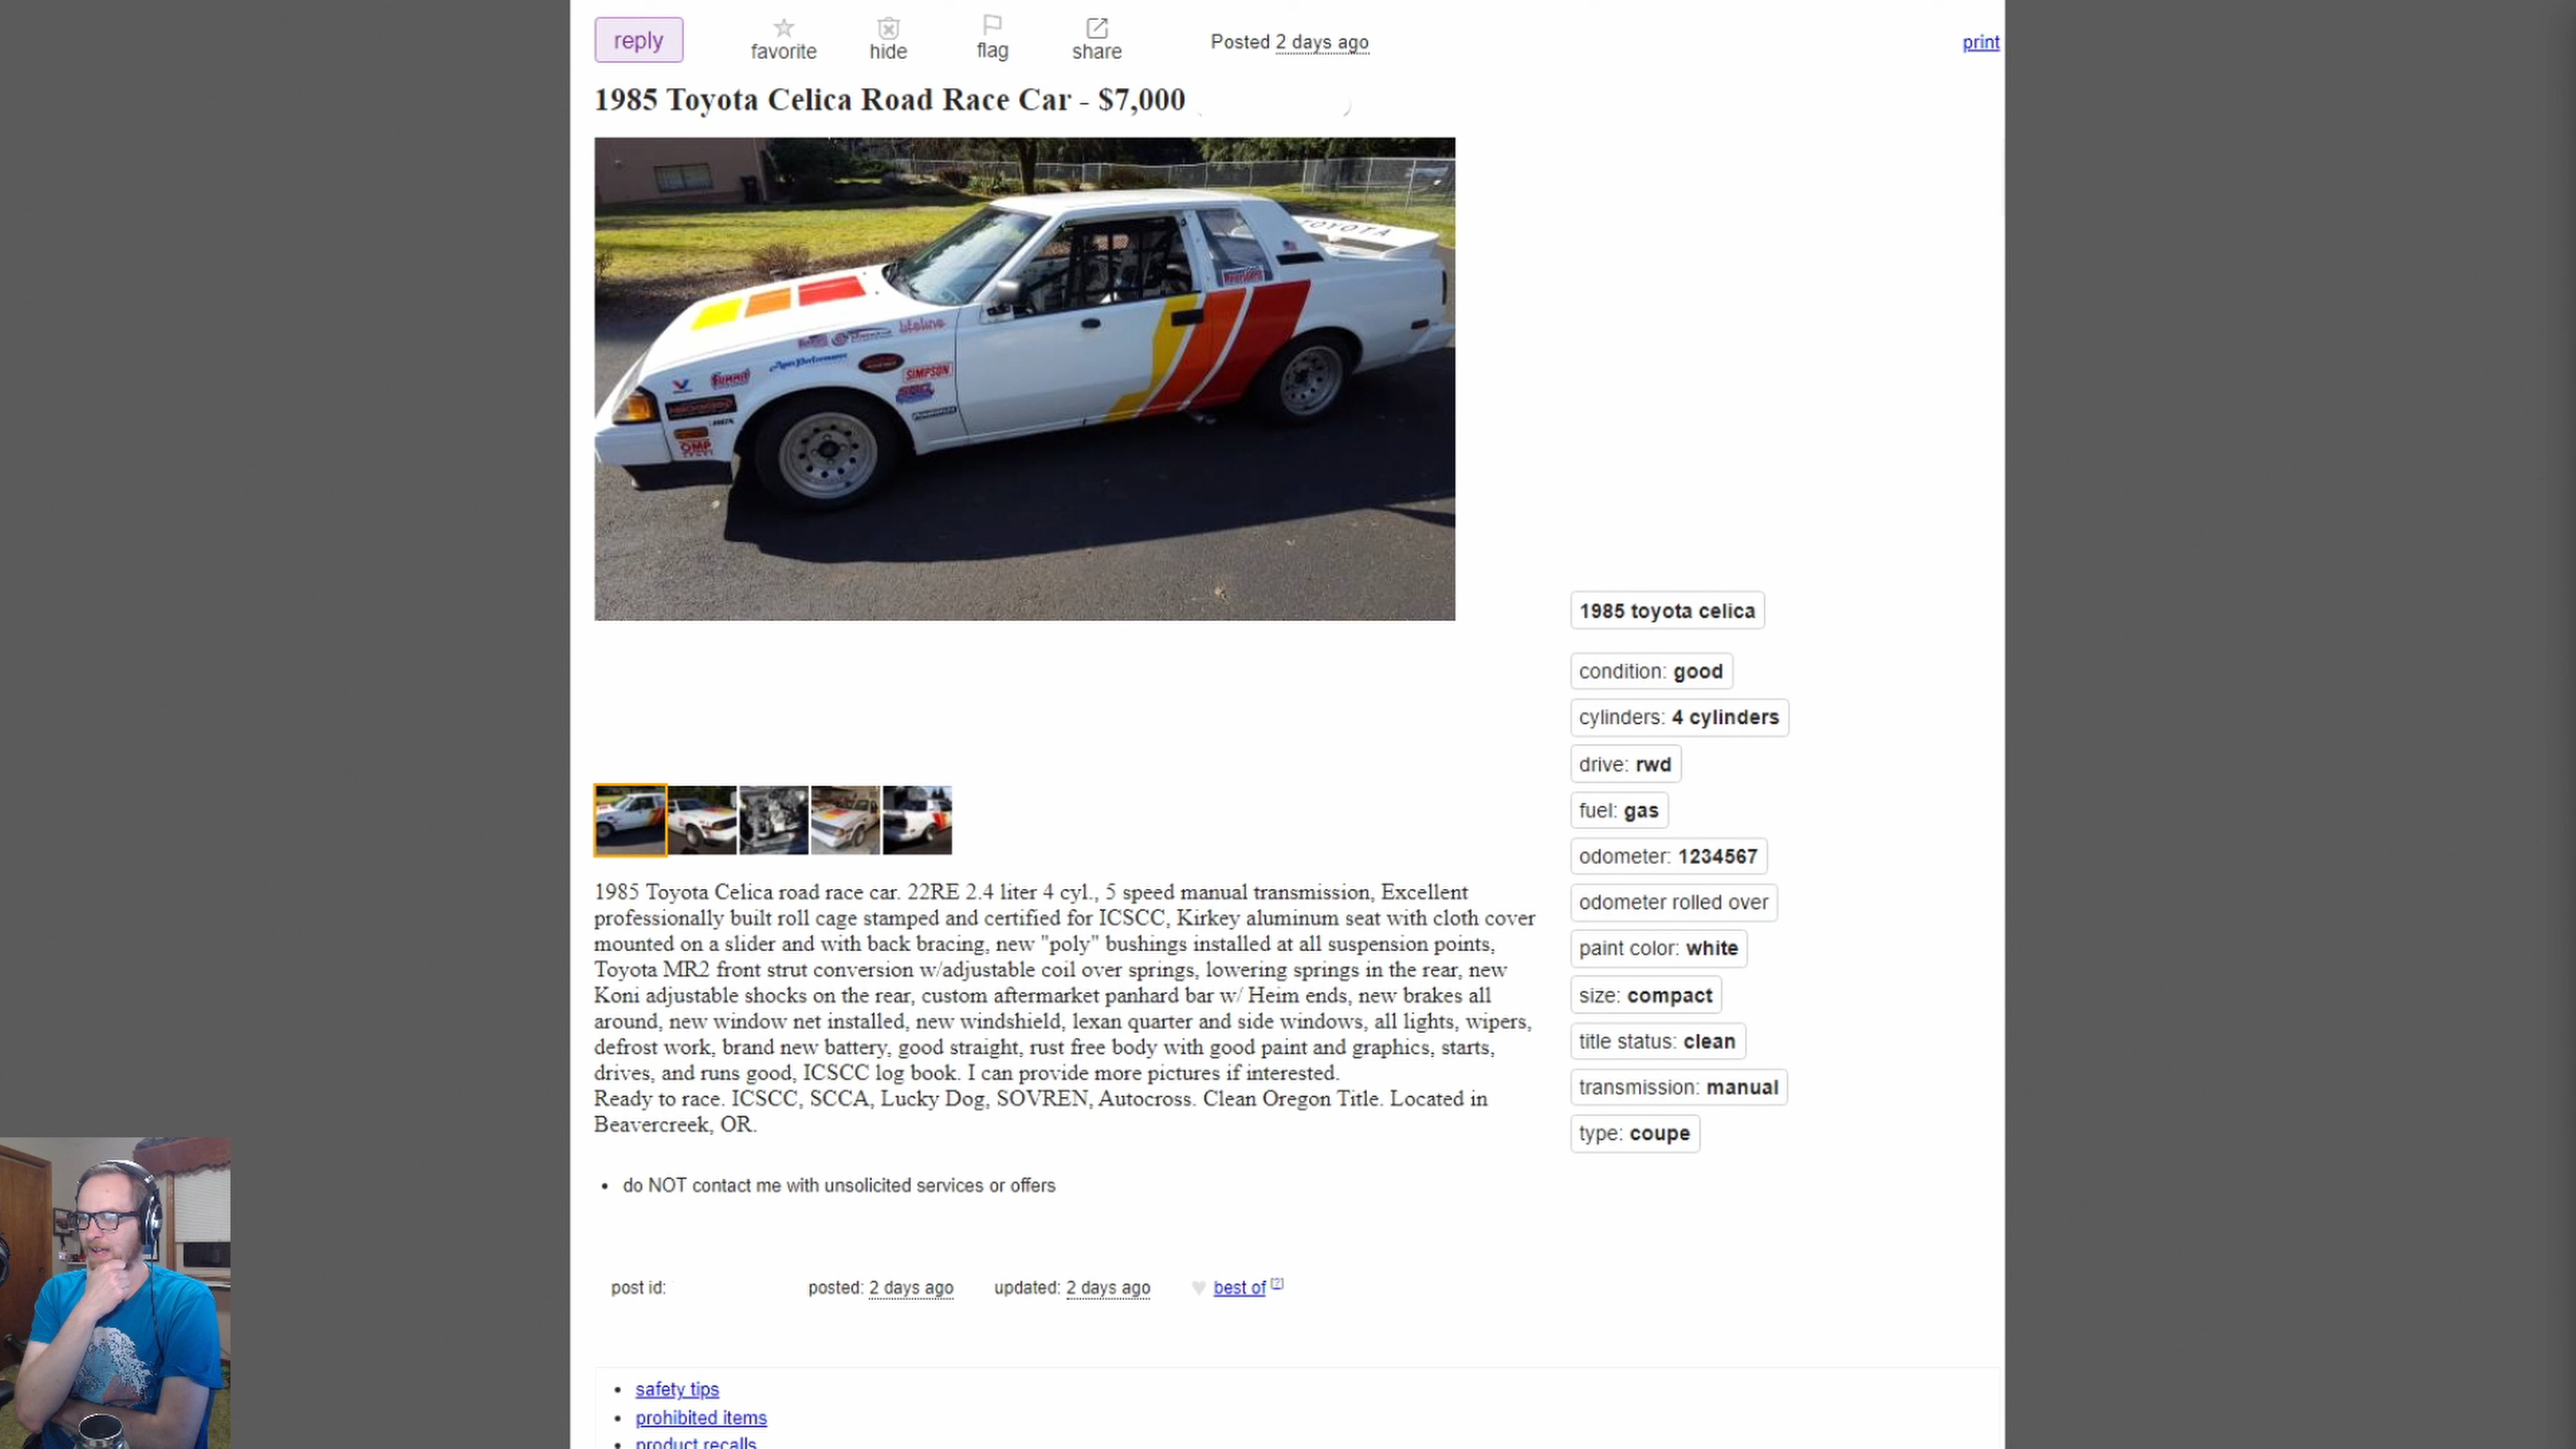 reply
favorite
hide
flag
share
Posted 2 days ago
print
1985 Toyota Celica Road Race Car - $7,000
TOYOTA
lifeline
Apex Performance
SUMMIT
SIMPSON
OMP
1985 toyota celica
condition: good
cylinders: 4 cylinders
drive: rwd
fuel: gas
odometer: 1234567
odometer rolled over
paint color: white
size: compact
title status: clean
transmission: manual
type: coupe
1985 Toyota Celica road race car. 22RE 2.4 liter 4 cyl., 5 speed manual transmission, Excellent
professionally built roll cage stamped and certified for ICSCC, Kirkey aluminum seat with cloth cover
mounted on a slider and with back bracing, new "poly" bushings installed at all suspension points,
Toyota MR2 front strut conversion w/adjustable coil over springs, lowering springs in the rear, new
Koni adjustable shocks on the rear, custom aftermarket panhard bar w/ Heim ends, new brakes all
around, new window net installed, new windshield, lexan quarter and side windows, all lights, wipers,
defrost work, brand new battery, good straight, rust free body with good paint and graphics, starts,
drives, and runs good, ICSCC log book. I can provide more pictures if interested.
Ready to race. ICSCC, SCCA, Lucky Dog, SOVREN, Autocross. Clean Oregon Title. Located in
Beavercreek, OR.
• do NOT contact me with unsolicited services or offers
post id:
posted: 2 days ago
updated: 2 days ago
♥ best of [?]
• safety tips
• prohibited items
• product recalls